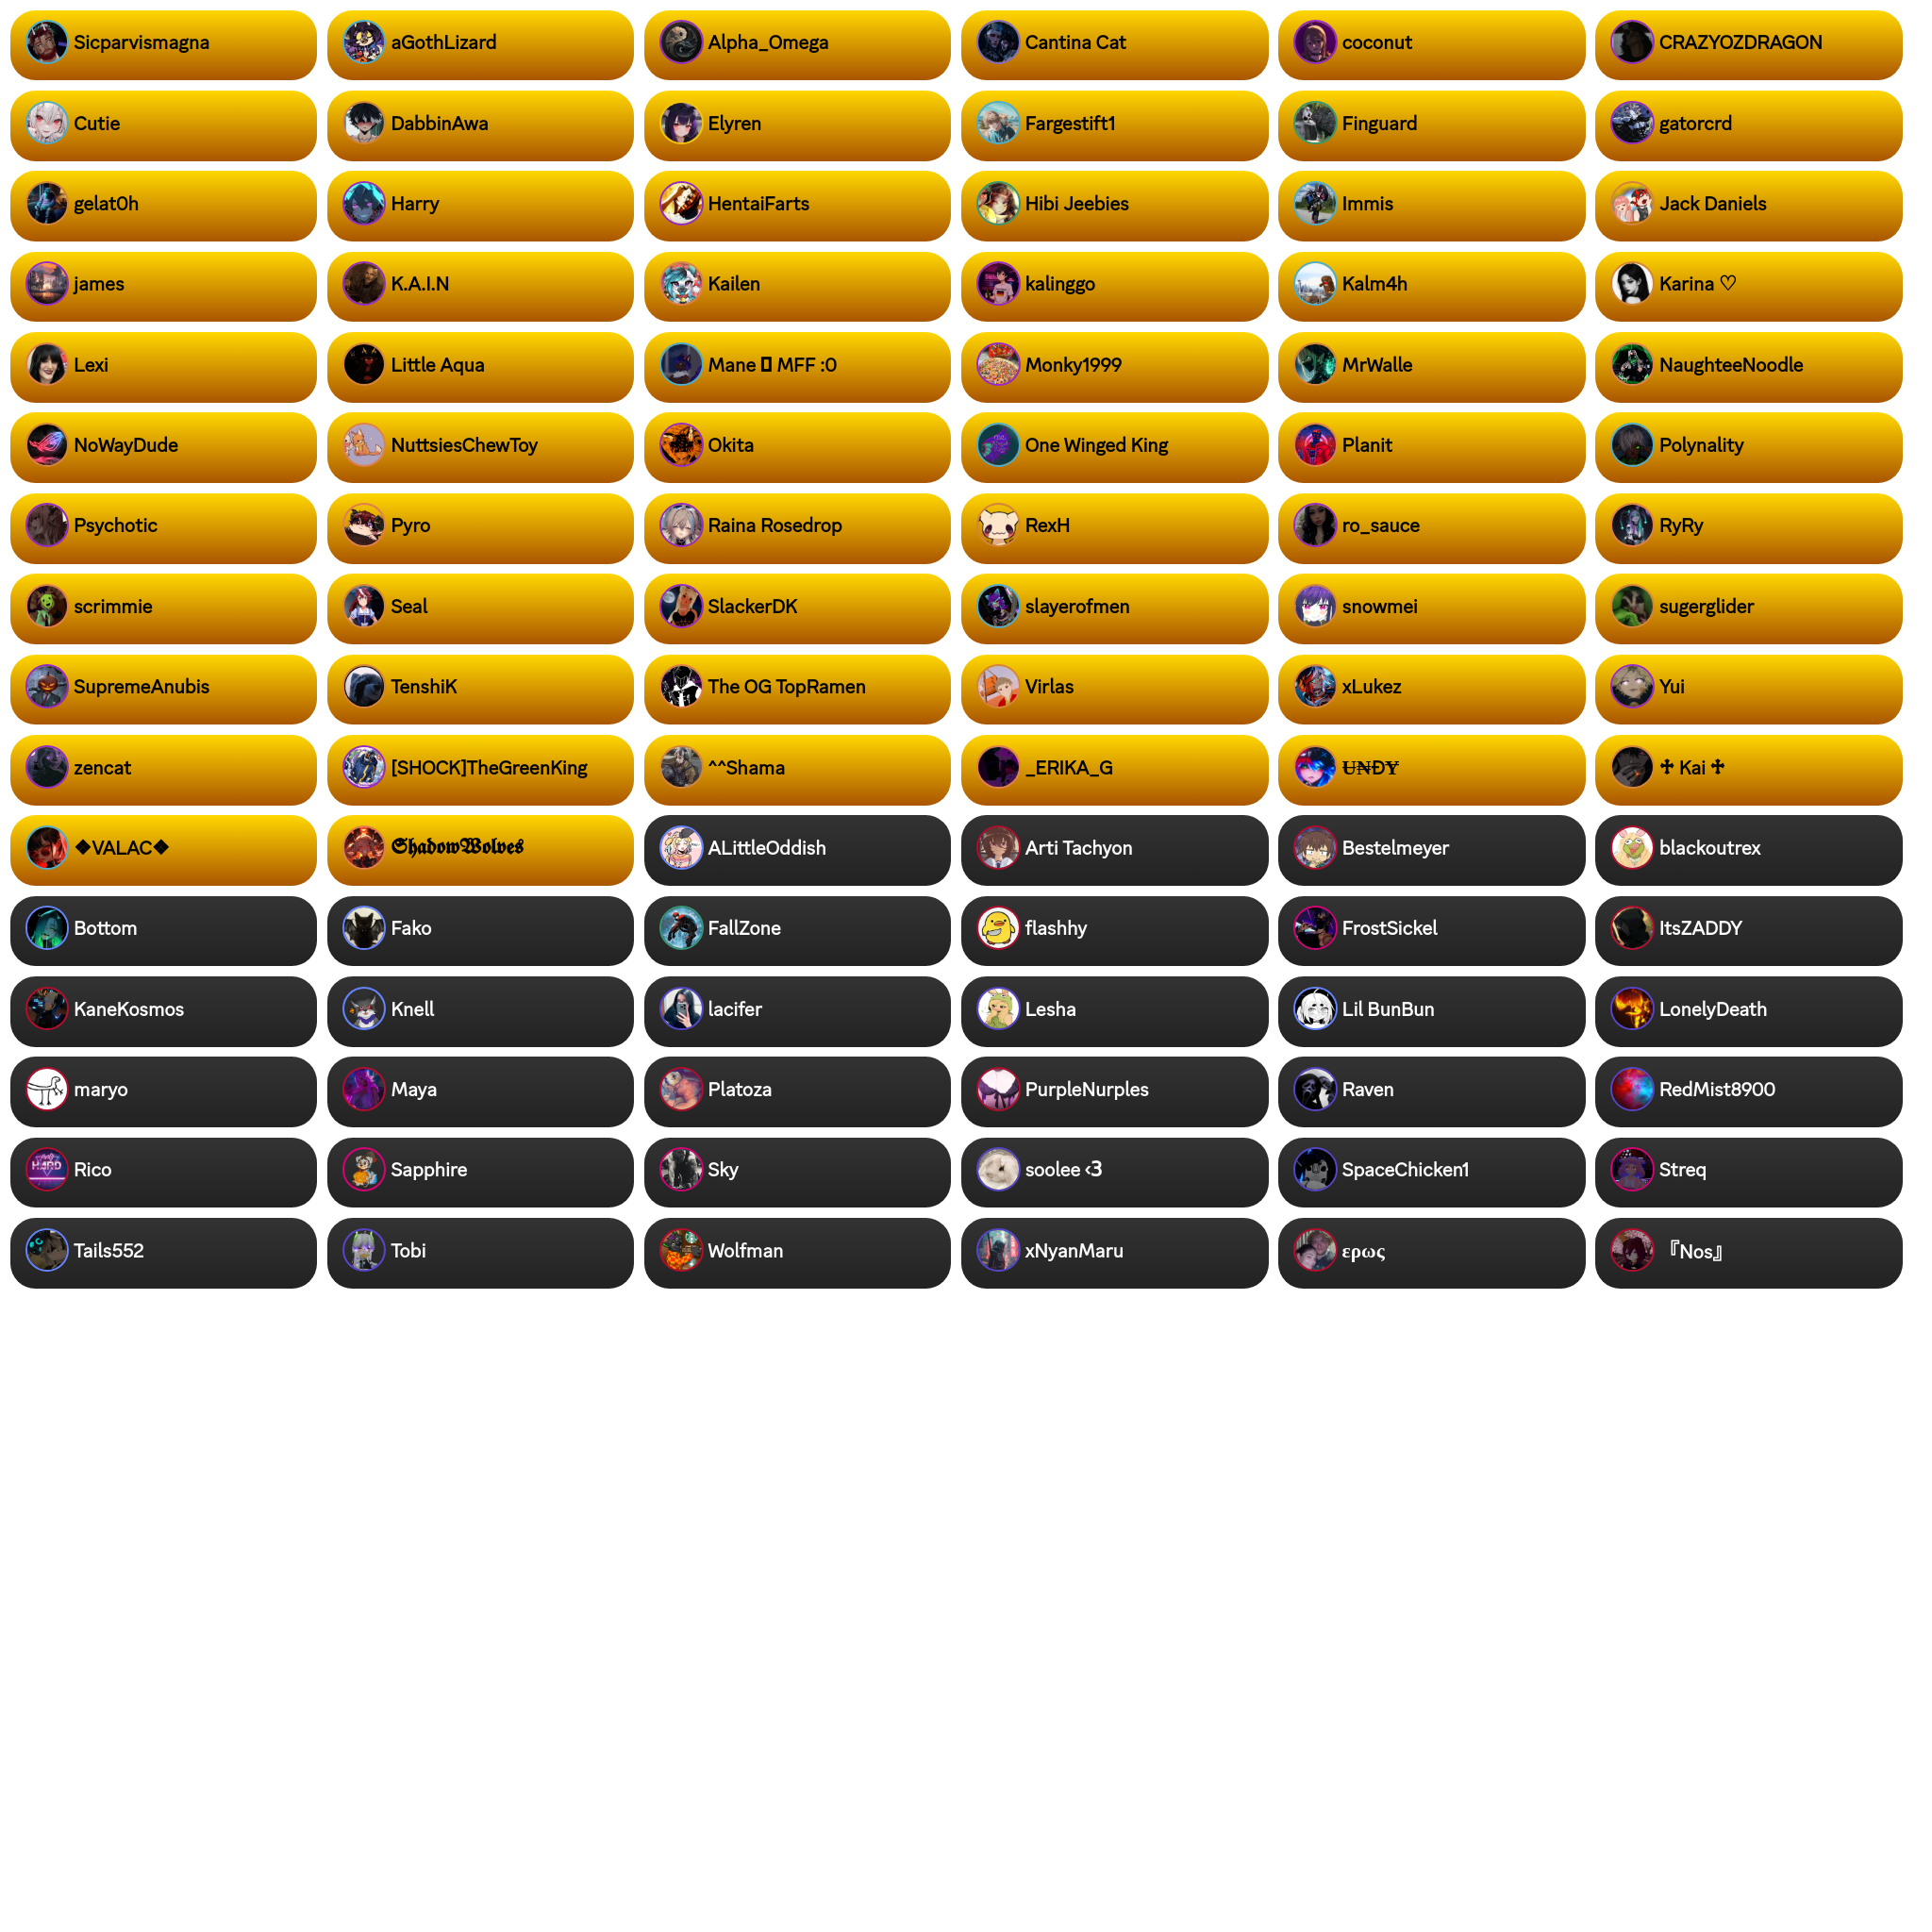 Sicparvismagna aGothLizard Alpha_Omega Cantina Cat coconut CRAZYOZDRAGON
Cutie DabbinAwa Elyren Fargestift1 Finguard gatorcrd
gelat0h Harry HentaiFarts Hibi Jeebies Immis Jack Daniels
james K.A.I.N Kailen kalinggo Kalm4h Karina ♡
Lexi Little Aqua Mane ▯ MFF :0 Monky1999 MrWalle NaughteeNoodle
NoWayDude NuttsiesChewToy Okita One Winged King Planit Polynality
Psychotic Pyro Raina Rosedrop RexH ro_sauce RyRy
scrimmie Seal SlackerDK slayerofmen snowmei sugerglider
SupremeAnubis TenshiK The OG TopRamen Virlas xLukez Yui
zencat [SHOCK]TheGreenKing ^^Shama _ERIKA_G U̶N̶ĐY̶ ♱ Kai ♱
❖VALAC❖ 𝕾𝖍𝖆𝖉𝖔𝖜𝖂𝖔𝖑𝖛𝖊𝖘 ALittleOddish Arti Tachyon Bestelmeyer blackoutrex
Bottom Fako FallZone flashhy FrostSickel ItsZADDY
KaneKosmos Knell lacifer Lesha Lil BunBun LonelyDeath
maryo Maya Platoza PurpleNurples Raven RedMist8900
Rico Sapphire Sky soolee <3 SpaceChicken1 Streq
Tails552 Tobi Wolfman xNyanMaru ερως 『Nos』